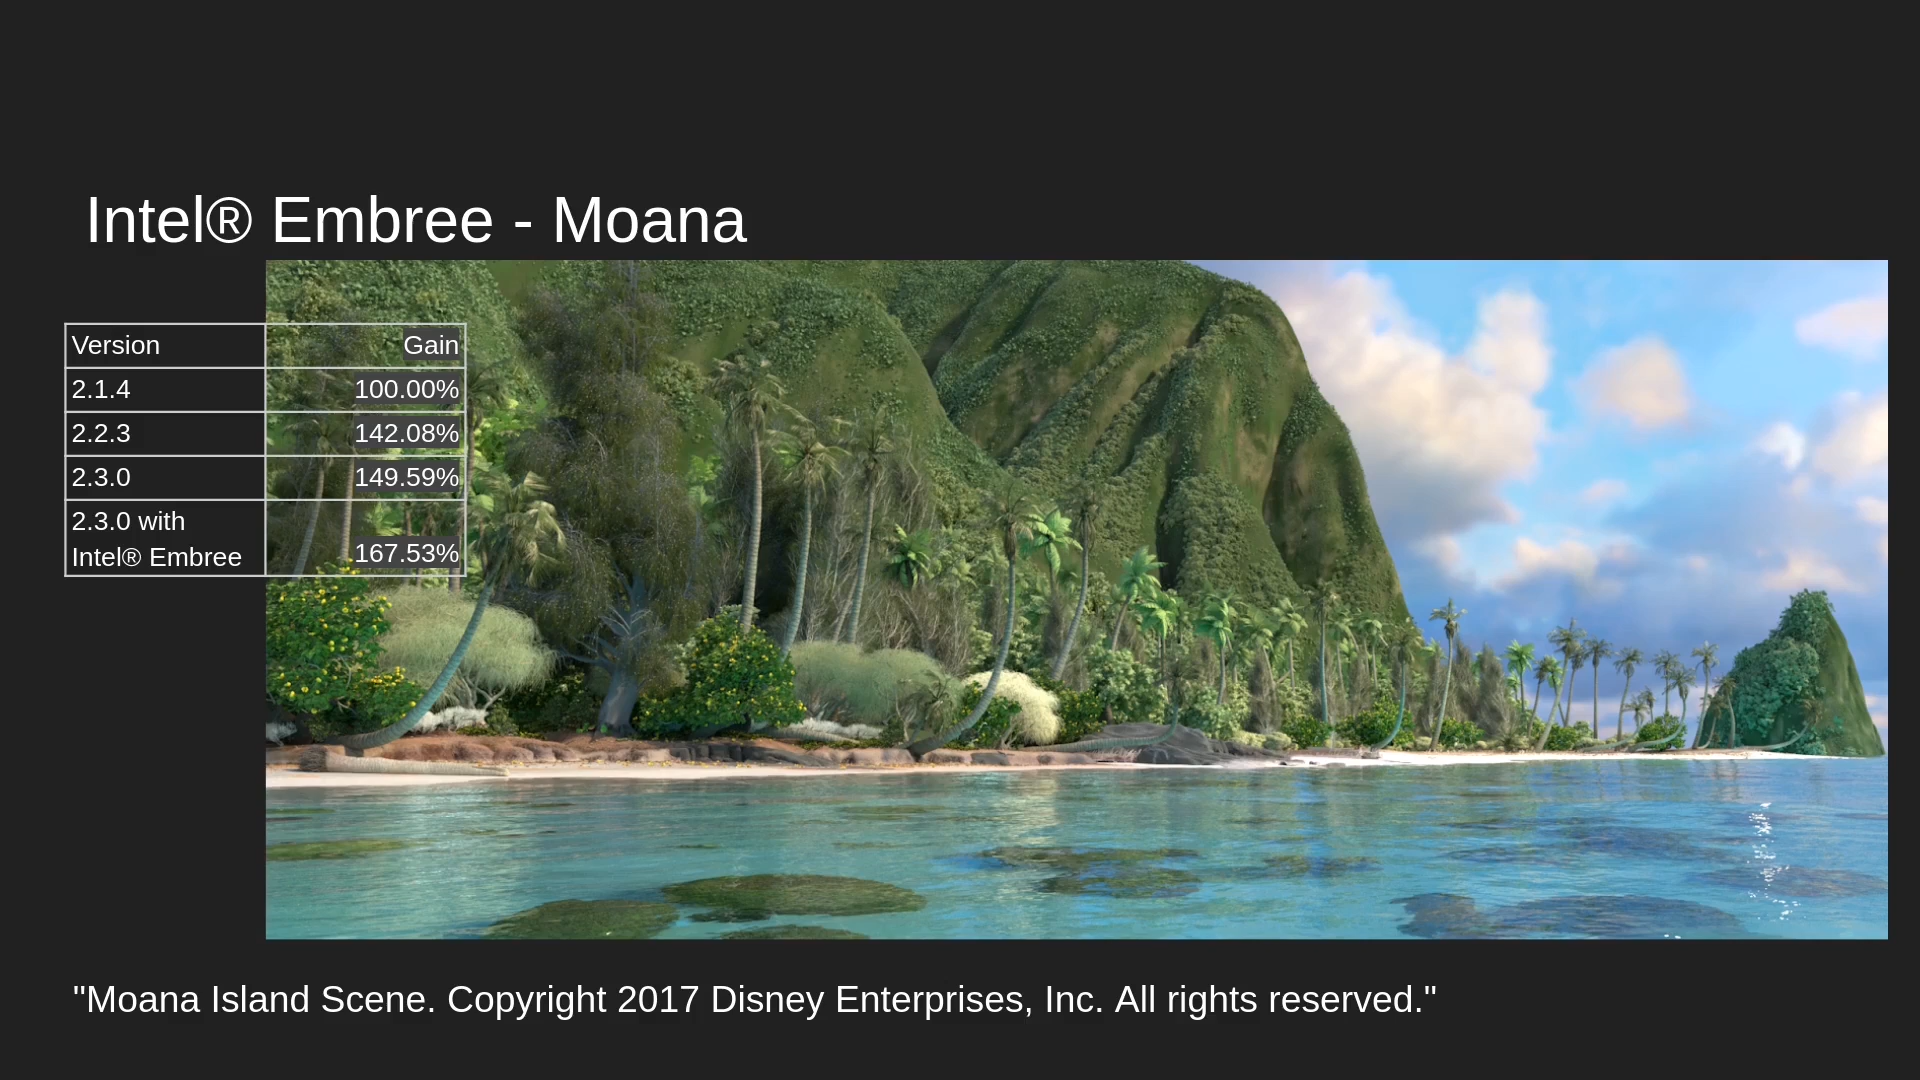 Intel® Embree - Moana
Version Gain
2.1.4 100.00%
2.2.3 142.08%
2.3.0 149.59%
2.3.0 with
Intel® Embree 167.53%
"Moana Island Scene. Copyright 2017 Disney Enterprises, Inc. All rights reserved."